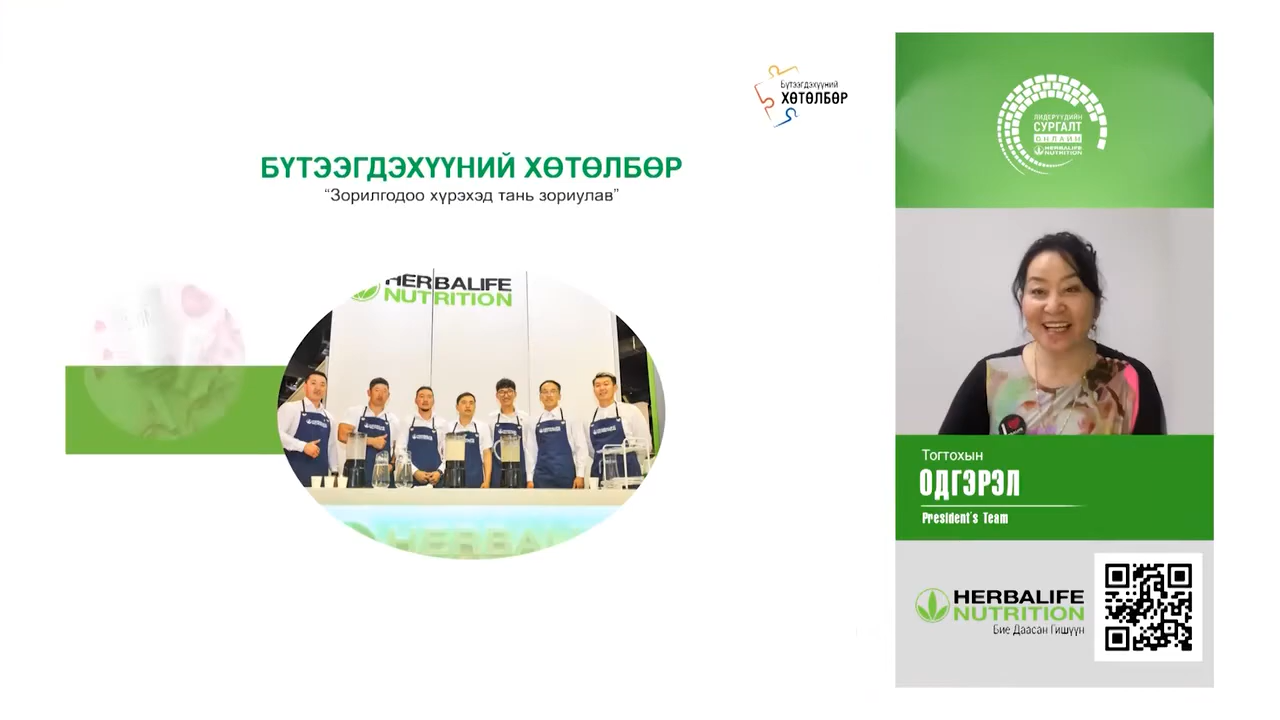 Бүтээгдэхүүний
ХӨТӨЛБӨР
БҮТЭЭГДЭХҮҮНИЙ ХӨТӨЛБӨР
“Зорилгодоо хүрэхэд тань зориулав”
HERBALIFE
NUTRITION
HERBAL
ЛИДЕРҮҮДИЙН
СУРГАЛТ
ОНЛАЙН
HERBALIFE
NUTRITION
Тогтохын
ОДГЭРЭЛ
President's Team
HERBALIFE
NUTRITION
Бие Даасан Гишүүн